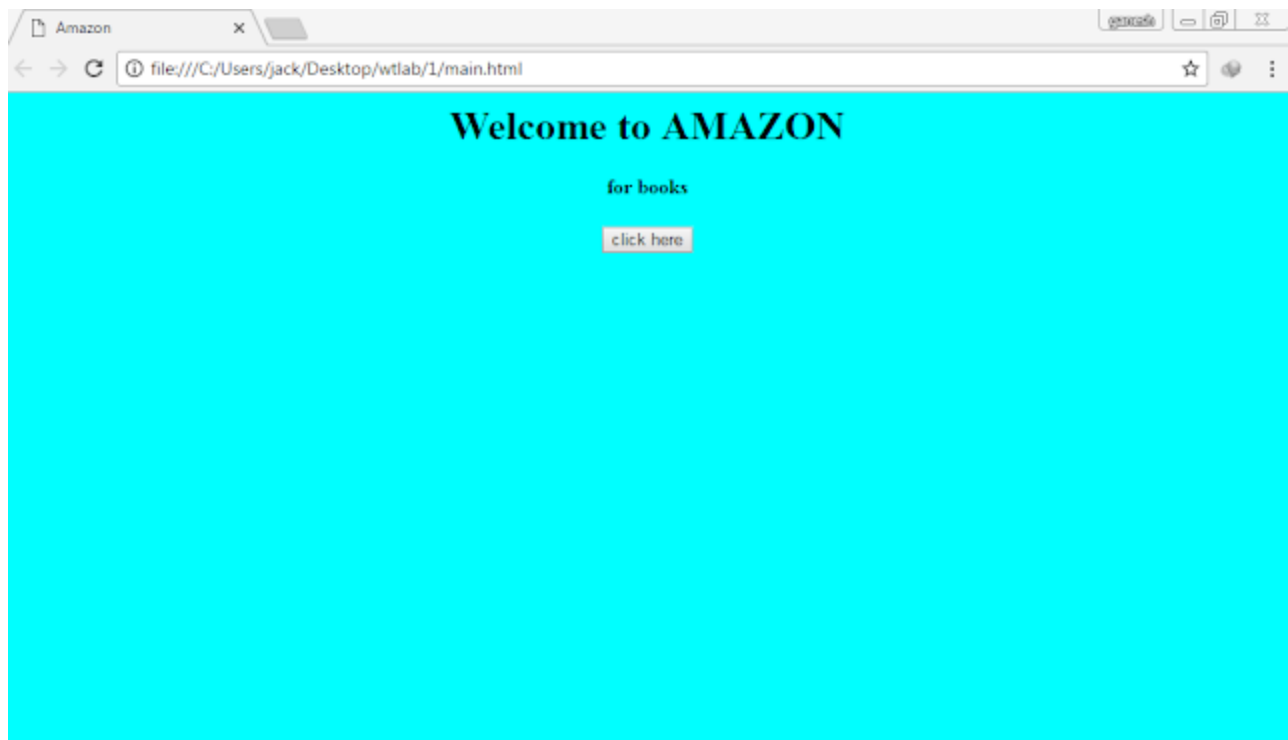 Amazon
file:///C:/Users/jack/Desktop/wtlab/1/main.html
Welcome to AMAZON
for books
click here